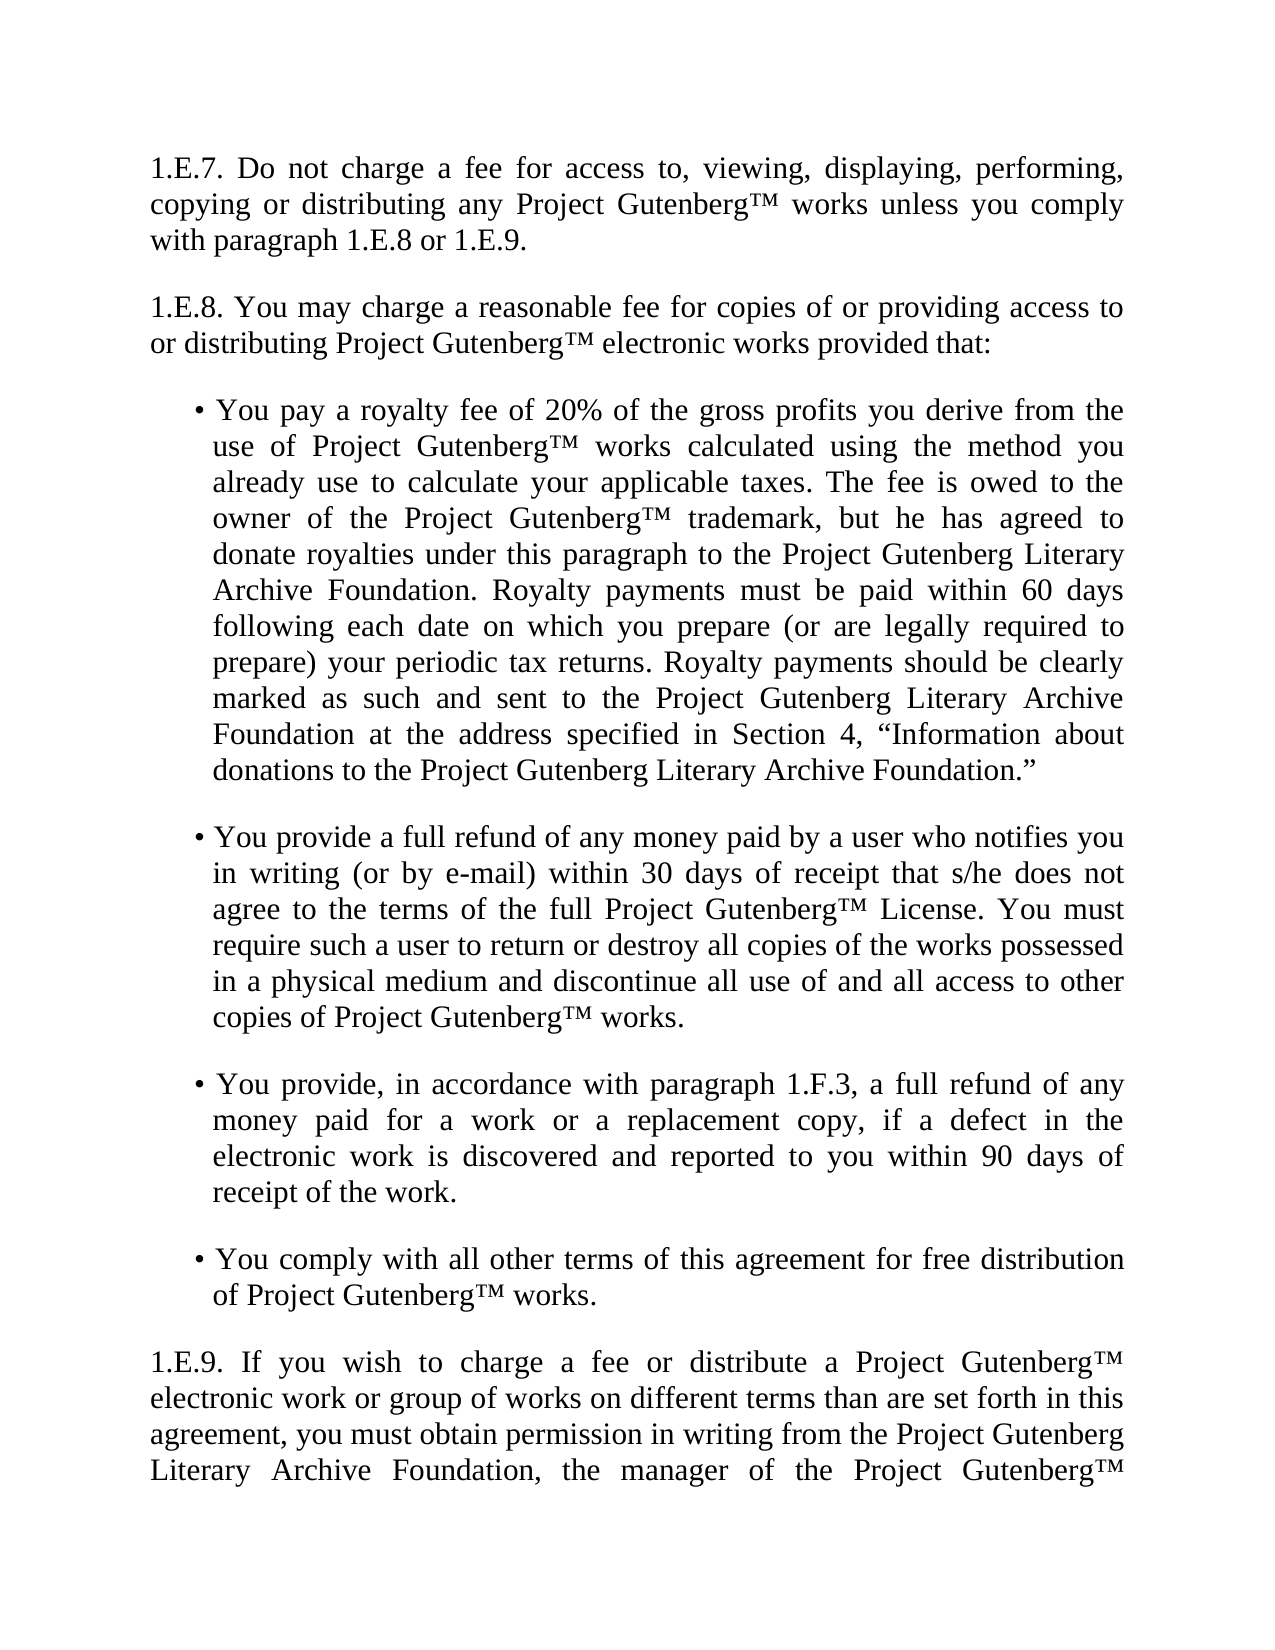 1.E.7. Do not charge a fee for access to, viewing, displaying, performing,
copying or distributing any Project Gutenberg™ works unless you comply
with paragraph 1.E.8 or 1.E.9.
1.E.8. You may charge a reasonable fee for copies of or providing access to
or distributing Project Gutenberg™ electronic works provided that:
• You pay a royalty fee of 20% of the gross profits you derive from the
use of Project Gutenberg™ works calculated using the method you
already use to calculate your applicable taxes. The fee is owed to the
owner of the Project Gutenberg™ trademark, but he has agreed to
donate royalties under this paragraph to the Project Gutenberg Literary
Archive Foundation. Royalty payments must be paid within 60 days
following each date on which you prepare (or are legally required to
prepare) your periodic tax returns. Royalty payments should be clearly
marked as such and sent to the Project Gutenberg Literary Archive
Foundation at the address specified in Section 4, “Information about
donations to the Project Gutenberg Literary Archive Foundation.”
• You provide a full refund of any money paid by a user who notifies you
in writing (or by e-mail) within 30 days of receipt that s/he does not
agree to the terms of the full Project Gutenberg™ License. You must
require such a user to return or destroy all copies of the works possessed
in a physical medium and discontinue all use of and all access to other
copies of Project Gutenberg™ works.
• You provide, in accordance with paragraph 1.F.3, a full refund of any
money paid for a work or a replacement copy, if a defect in the
electronic work is discovered and reported to you within 90 days of
receipt of the work.
• You comply with all other terms of this agreement for free distribution
of Project Gutenberg™ works.
1.E.9. If you wish to charge a fee or distribute a Project Gutenberg™
electronic work or group of works on different terms than are set forth in this
agreement, you must obtain permission in writing from the Project Gutenberg
Literary Archive Foundation, the manager of the Project Gutenberg™